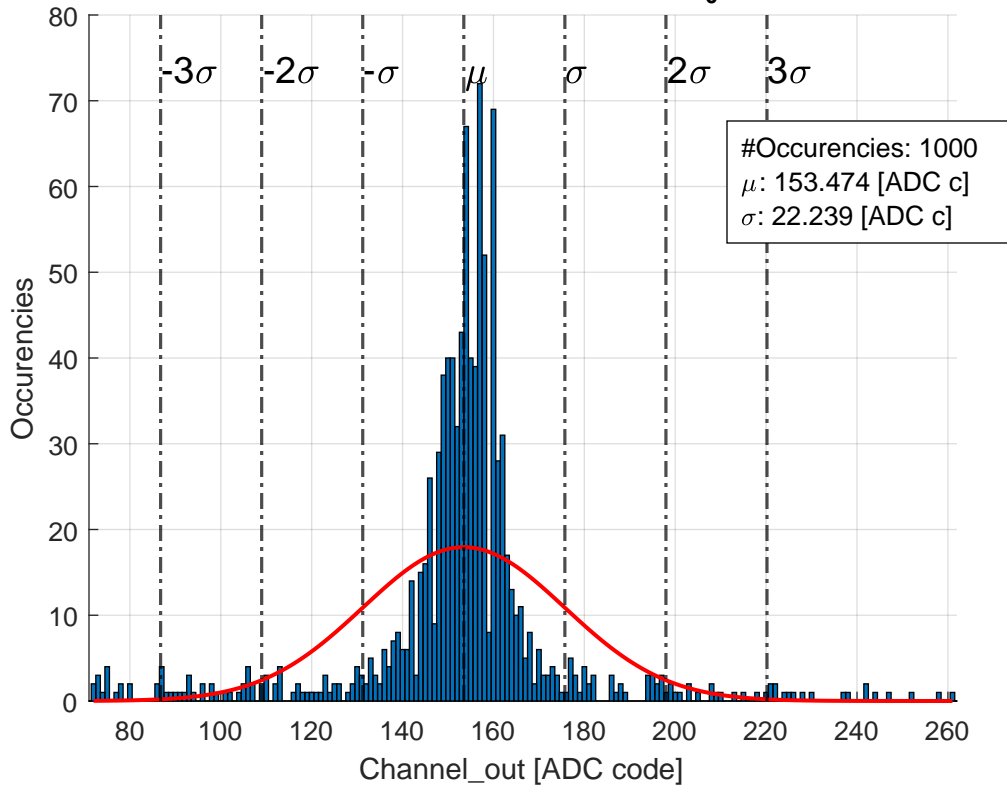 80
70
60
50
40
30
20
10
0
Occurencies
-3σ
-2σ
-σ
μ
σ
2σ
3σ
#Occurencies: 1000
μ: 153.474 [ADC c]
σ: 22.239 [ADC c]
80 100 120 140 160 180 200 220 240 260
Channel_out [ADC code]